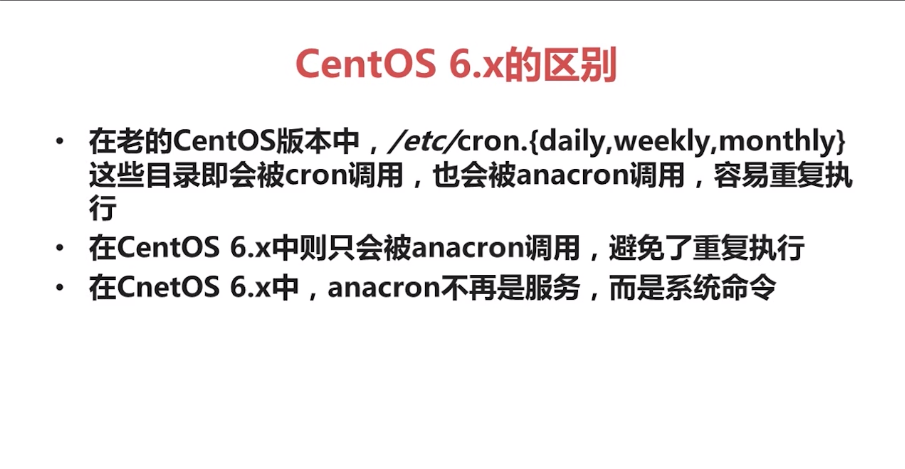 CentOS 6.x的区别
• 在老的CentOS版本中，/etc/cron.{daily,weekly,monthly}
这些目录即会被cron调用，也会被anacron调用，容易重复执
行
• 在CentOS 6.x中则只会被anacron调用，避免了重复执行
• 在CnetOS 6.x中，anacron不再是服务，而是系统命令